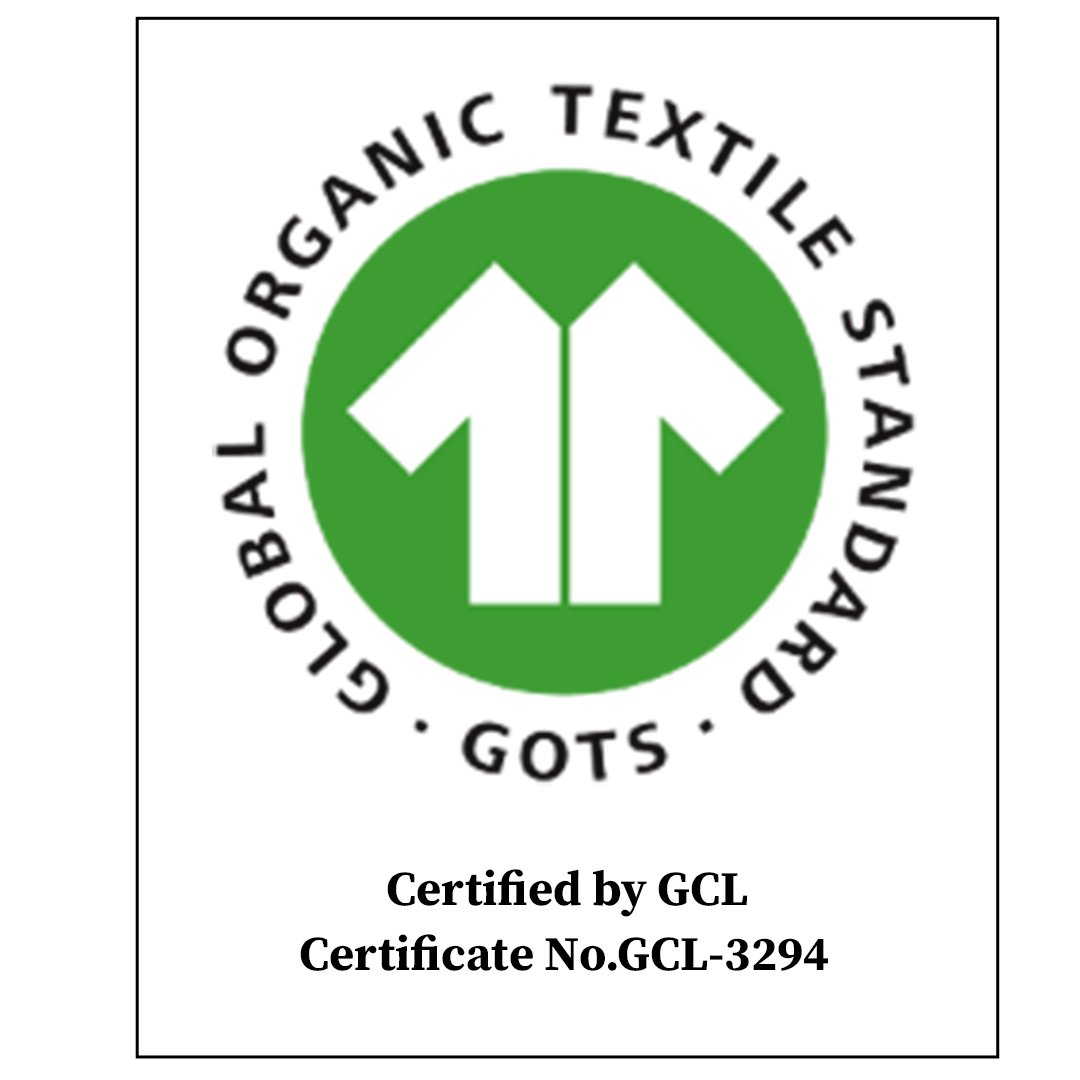 GLOBAL ORGANIC TEXTILE STANDARD · GOTS ·
Certified by GCL
Certificate No.GCL-3294